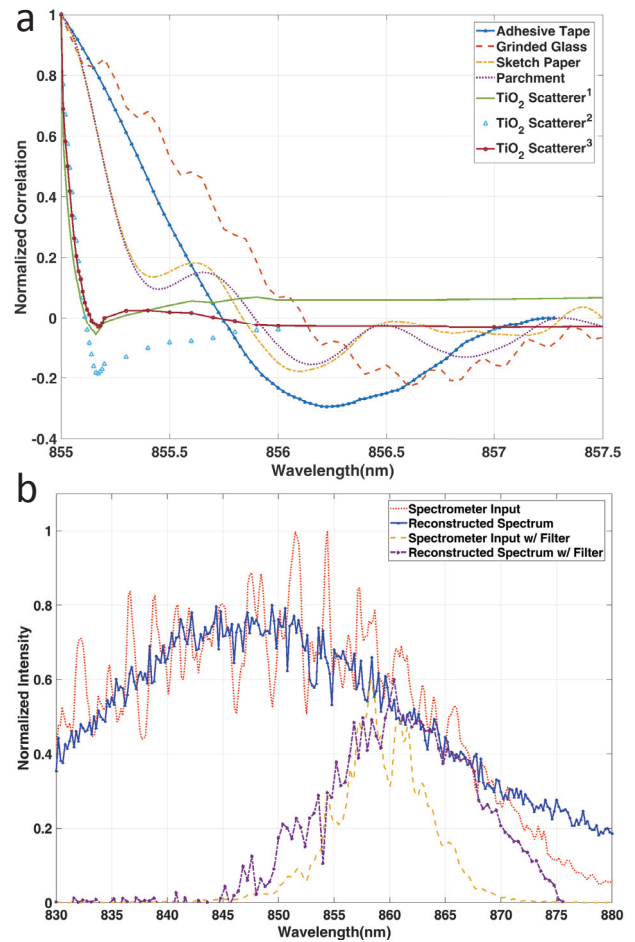 a
1
0.8
0.6
0.4
0.2
0
-0.2
-0.4
Normalized Correlation
Adhesive Tape
Grinded Glass
Sketch Paper
Parchment
TiO2 Scatterer1
TiO2 Scatterer2
TiO2 Scatterer3
855 855.5 856 856.5 857 857.5
Wavelength(nm)
b
1
0.8
0.6
0.4
0.2
0
Normalized Intensity
Spectrometer Input
Reconstructed Spectrum
Spectrometer Input w/ Filter
Reconstructed Spectrum w/ Filter
830 835 840 845 850 855 860 865 870 875 880
Wavelength(nm)